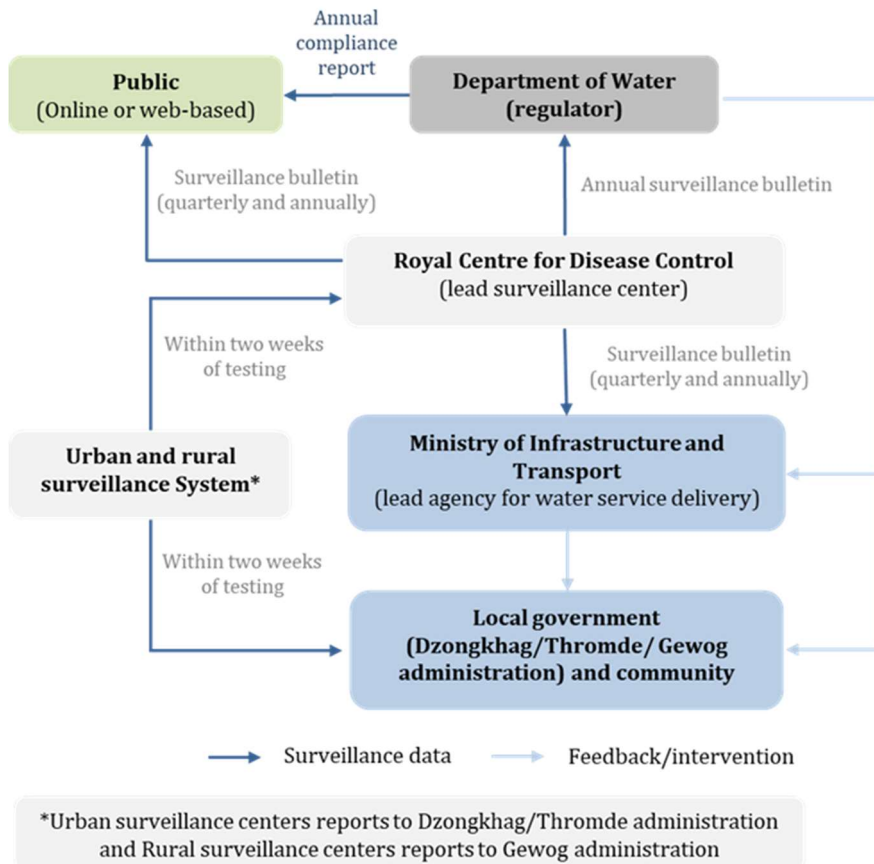 Annual
compliance
report
Public
(Online or web-based)
Department of Water
(regulator)
Surveillance bulletin
(quarterly and annually)
Annual surveillance bulletin
Royal Centre for Disease Control
(lead surveillance center)
Within two weeks
of testing
Surveillance bulletin
(quarterly and annually)
Urban and rural
surveillance System*
Ministry of Infrastructure and
Transport
(lead agency for water service delivery)
Within two weeks
of testing
Local government
(Dzongkhag/Thromde/ Gewog
administration) and community
Surveillance data
Feedback/intervention
*Urban surveillance centers reports to Dzongkhag/Thromde administration
and Rural surveillance centers reports to Gewog administration